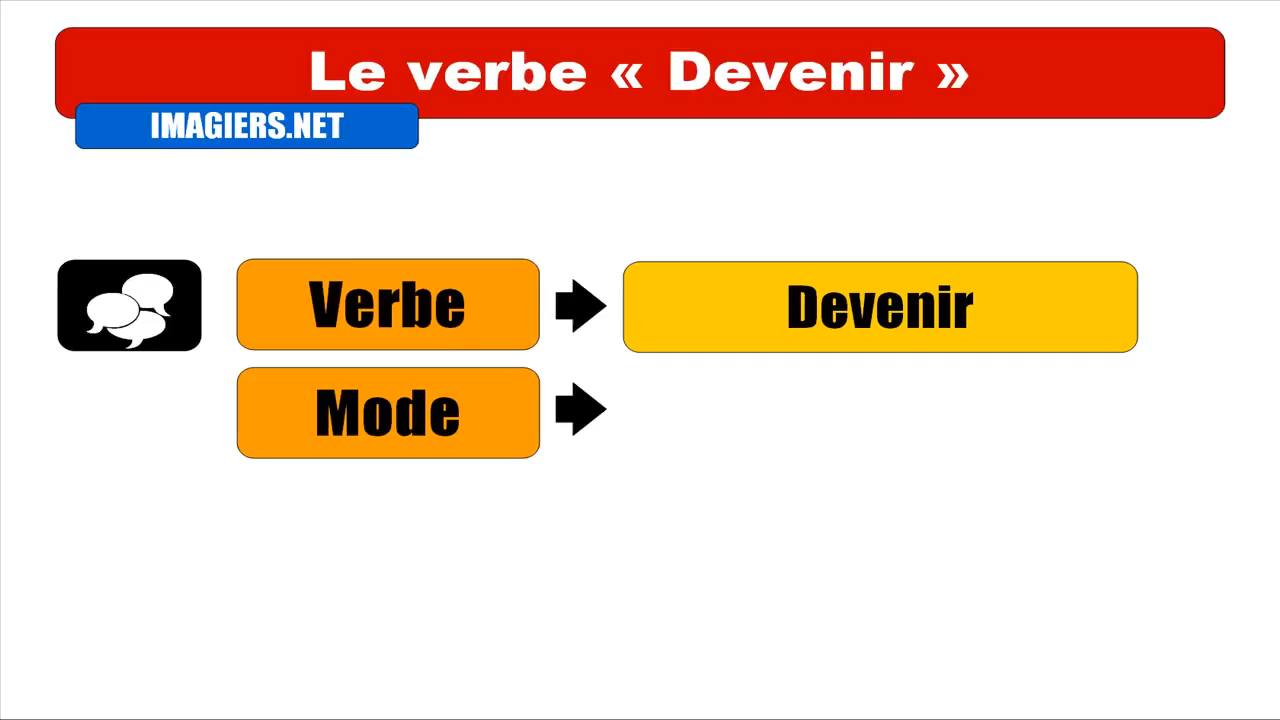 Le verbe « Devenir »
IMAGIERS.NET
Verbe
Devenir
Mode